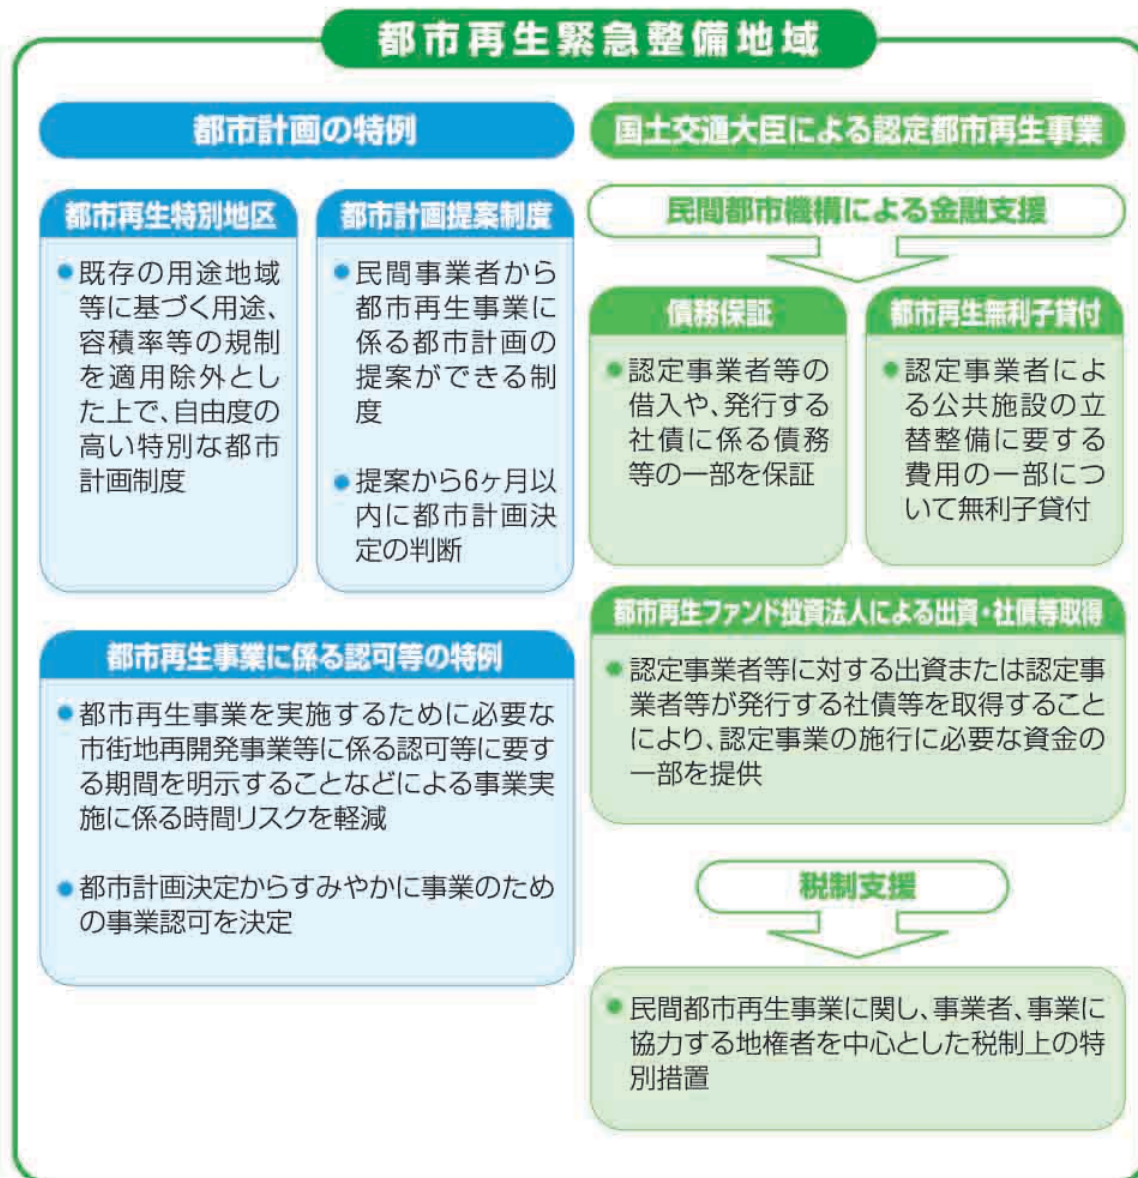 都市再生緊急整備地域
都市計画の特例
都市再生特別地区
●既存の用途地域
等に基づく用途、
容積率等の規制
を適用除外とし
た上で、自由度の
高い特別な都市
計画制度
都市計画提案制度
●民間事業者から
都市再生事業に
係る都市計画の
提案ができる制
度
●提案から6ヶ月以
内に都市計画決
定の判断
都市再生事業に係る認可等の特例
●都市再生事業を実施するために必要な
市街地再開発事業等に係る認可等に要す
る期間を明示することなどによる事業実
施に係る時間リスクを軽減
●都市計画決定からすみやかに事業のため
の事業認可を決定
国土交通大臣による認定都市再生事業
民間都市機構による金融支援
債務保証
●認定事業者等の
借入や、発行する
社債に係る債務
等の一部を保証
都市再生無利子貸付
●認定事業者によ
る公共施設の立
替整備に要する
費用の一部につ
いて無利子貸付
都市再生ファンド投資法人による出資・社債等取得
●認定事業者等に対する出資または認定事
業者等が発行する社債等を取得すること
により、認定事業の施行に必要な資金の
一部を提供
税制支援
●民間都市再生事業に関し、事業者、事業に
協力する地権者を中心とした税制上の特
別措置